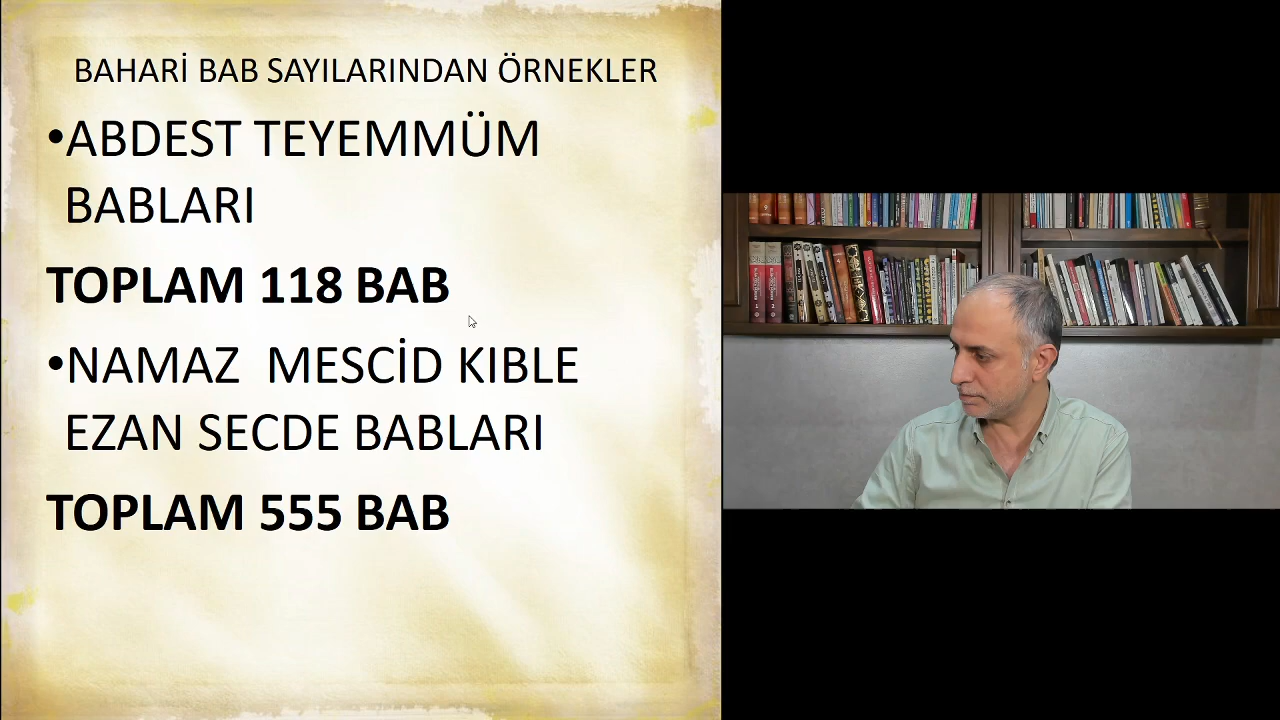 BAHARİ BAB SAYILARINDAN ÖRNEKLER
•ABDEST TEYEMMÜM
BABLARI
TOPLAM 118 BAB
•NAMAZ  MESCİD KIBLE
EZAN SECDE BABLARI
TOPLAM 555 BAB